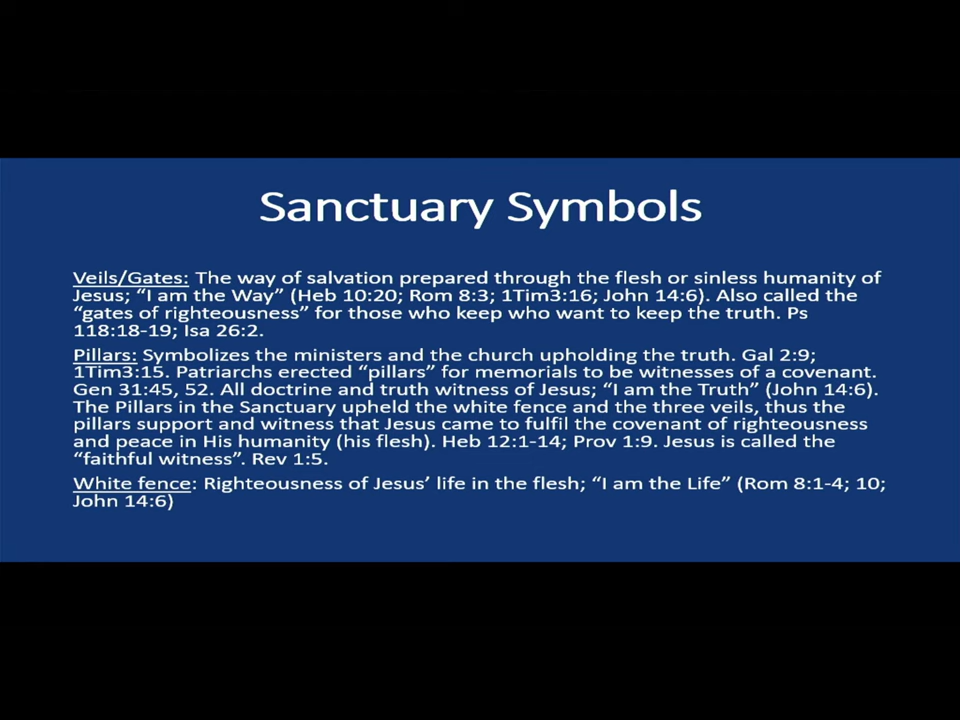 Sanctuary Symbols
Veils/Gates: The way of salvation prepared through the flesh or sinless humanity of
Jesus; “I am the Way” (Heb 10:20; Rom 8:3; 1Tim3:16; John 14:6). Also called the
“gates of righteousness” for those who keep who want to keep the truth. Ps
118:18-19; Isa 26:2.
Pillars: Symbolizes the ministers and the church upholding the truth. Gal 2:9;
1Tim3:15. Patriarchs erected “pillars” for memorials to be witnesses of a covenant.
Gen 31:45, 52. All doctrine and truth witness of Jesus; “I am the Truth” (John 14:6).
The Pillars in the Sanctuary upheld the white fence and the three veils, thus the
pillars support and witness that Jesus came to fulfil the covenant of righteousness
and peace in His humanity (his flesh). Heb 12:1-14; Prov 1:9. Jesus is called the
“faithful witness”. Rev 1:5.
White fence: Righteousness of Jesus’ life in the flesh; “I am the Life” (Rom 8:1-4; 10;
John 14:6)